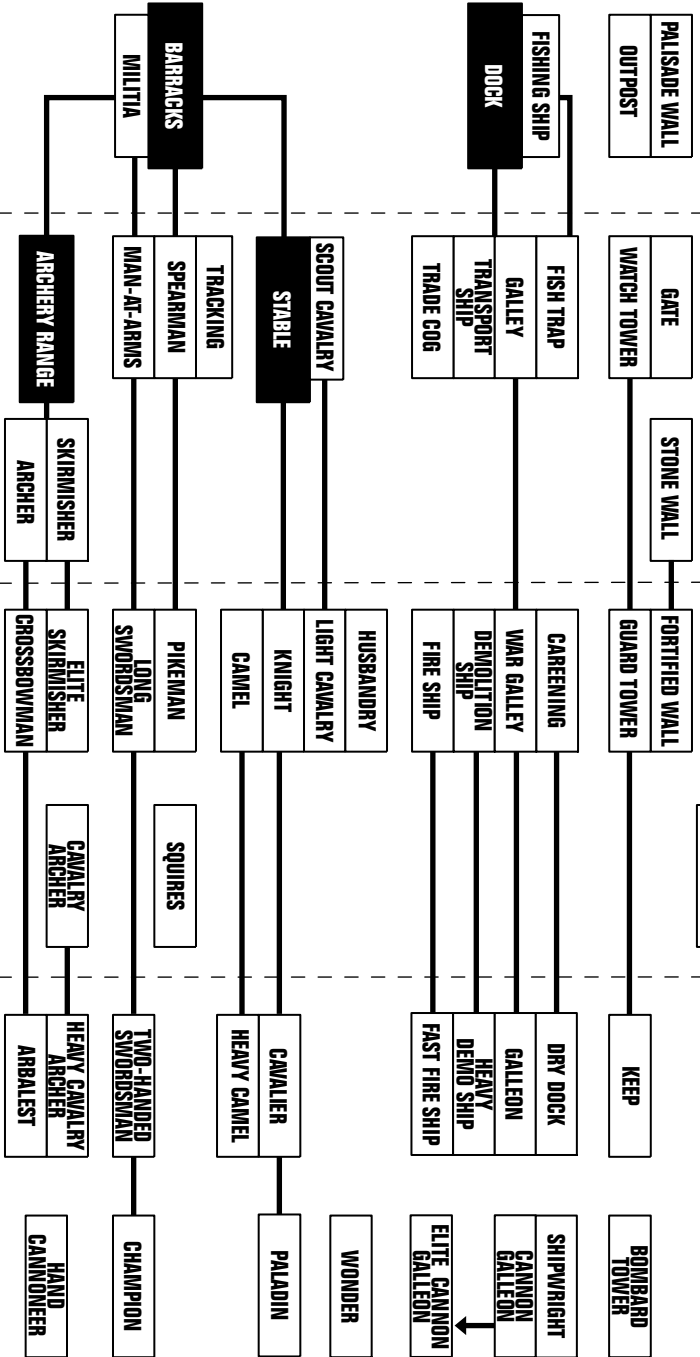 PALISADE WALL
OUTPOST
FISHING SHIP
DOCK
BARRACKS
MILITIA
GATE
WATCH TOWER
FISH TRAP
GALLEY
TRANSPORT
SHIP
TRADE COG
SCOUT CAVALRY
STABLE
TRACKING
SPEARMAN
MAN-AT-ARMS
ARCHERY RANGE
STONE WALL
SKIRMISHER
ARCHER
FORTIFIED WALL
GUARD TOWER
CAREENING
WAR GALLEY
DEMOLITION
SHIP
FIRE SHIP
HUSBANDRY
LIGHT CAVALRY
KNIGHT
CAMEL
PIKEMAN
LONG
SWORDSMAN
ELITE
SKIRMISHER
CROSSBOWMAN
SQUIRES
CAVALRY
ARCHER
KEEP
DRY DOCK
GALLEON
HEAVY
DEMO SHIP
FAST FIRE SHIP
CAVALIER
HEAVY CAMEL
TWO-HANDED
SWORDSMAN
HEAVY CAVALRY
ARCHER
ARBALEST
BOMBARD
TOWER
SHIPWRIGHT
CANNON
GALLEON
ELITE CANNON
GALLEON
WONDER
PALADIN
CHAMPION
HAND
CANNONEER